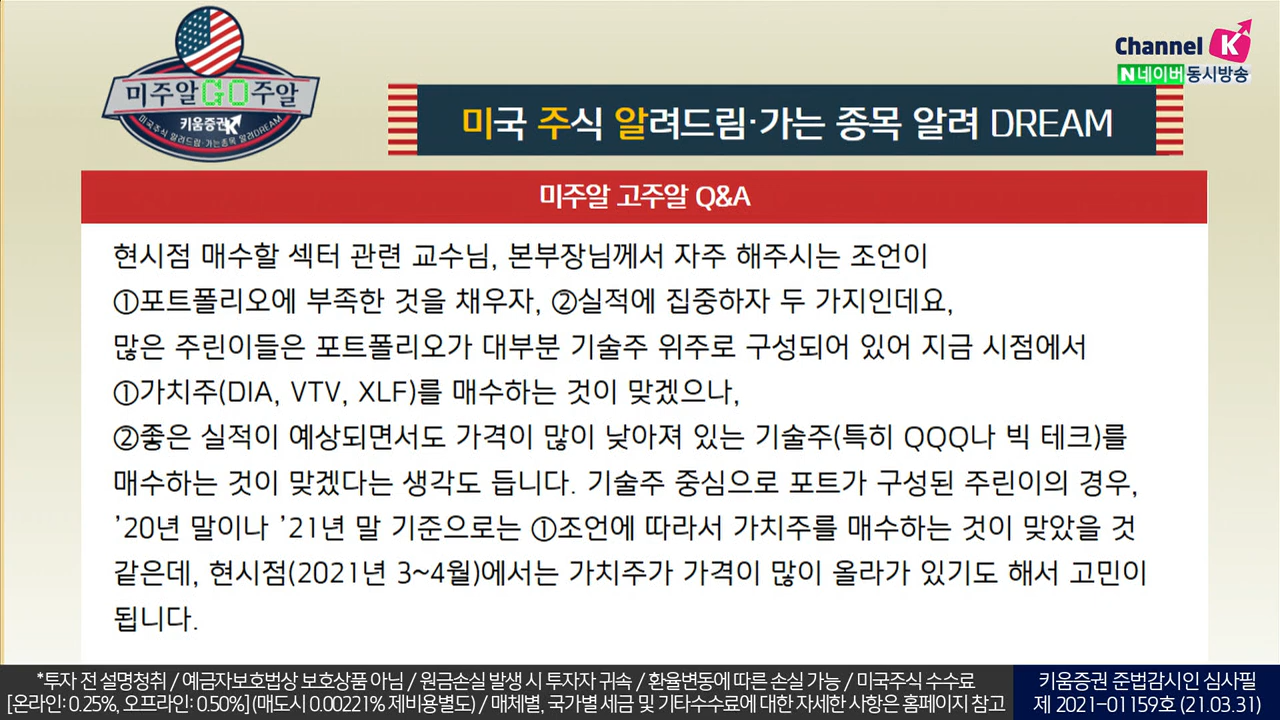 미주알GO주알
키움증권
미국주식 알려드림·가는종목 알려DREAM
Channel K
N 네이버 동시방송
미국 주식 알려드림·가는 종목 알려 DREAM
미주알 고주알 Q&A
현시점 매수할 섹터 관련 교수님, 본부장님께서 자주 해주시는 조언이
①포트폴리오에 부족한 것을 채우자, ②실적에 집중하자 두 가지인데요,
많은 주린이들은 포트폴리오가 대부분 기술주 위주로 구성되어 있어 지금 시점에서
①가치주(DIA, VTV, XLF)를 매수하는 것이 맞겠으나,
②좋은 실적이 예상되면서도 가격이 많이 낮아져 있는 기술주(특히 QQQ나 빅 테크)를
매수하는 것이 맞겠다는 생각도 듭니다. 기술주 중심으로 포트가 구성된 주린이의 경우,
’20년 말이나 ’21년 말 기준으로는 ①조언에 따라서 가치주를 매수하는 것이 맞았을 것
같은데, 현시점(2021년 3~4월)에서는 가치주가 가격이 많이 올라가 있기도 해서 고민이
됩니다.
*투자 전 설명청취 / 예금자보호법상 보호상품 아님 / 원금손실 발생 시 투자자 귀속 / 환율변동에 따른 손실 가능 / 미국주식 수수료
[온라인: 0.25%, 오프라인: 0.50%] (매도시 0.00221% 제비용별도) / 매체별, 국가별 세금 및 기타수수료에 대한 자세한 사항은 홈페이지 참고
키움증권 준법감시인 심사필
제 2021-01159호 (21.03.31)